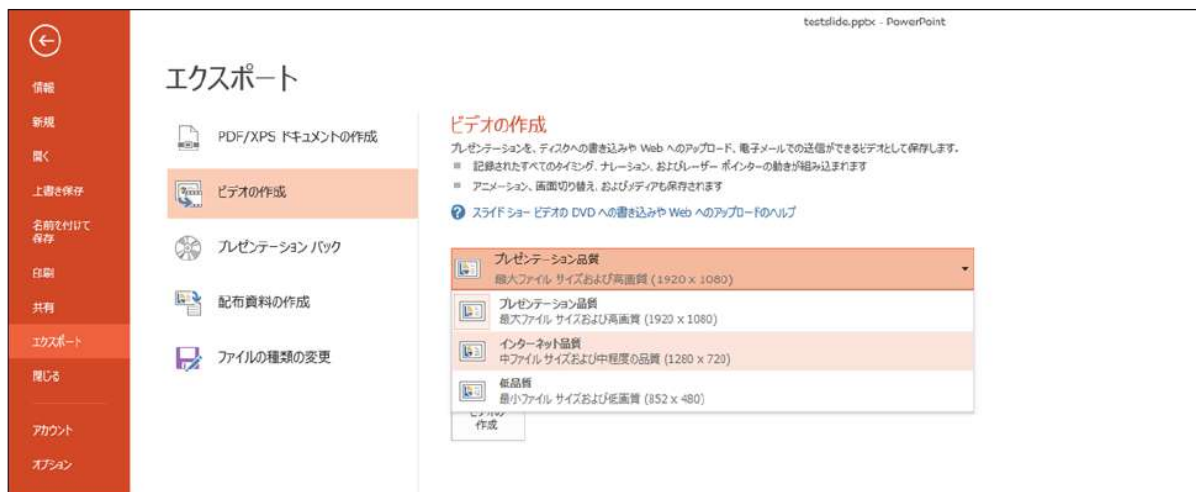 testslide.pptx - PowerPoint
情報
新規
開く
上書き保存
名前を付けて
保存
印刷
共有
エクスポート
閉じる
アカウント
オプション
エクスポート
PDF/XPS ドキュメントの作成
ビデオの作成
プレゼンテーション パック
配布資料の作成
ファイルの種類の変更
ビデオの作成
プレゼンテーションを、ディスクへの書き込みや Web へのアップロード、電子メールでの送信ができるビデオとして保存します。
記録されたすべてのタイミング、ナレーション、およびレーザー ポインターの動きが組み込まれます
アニメーション、画面切り替え、およびメディアも保存されます
スライド ショー ビデオの DVD への書き込みや Web へのアップロードのヘルプ
プレゼンテーション品質
最大ファイル サイズおよび高画質 (1920 x 1080)
プレゼンテーション品質
最大ファイル サイズおよび高画質 (1920 x 1080)
インターネット品質
中ファイル サイズおよび中程度の品質 (1280 x 720)
低品質
最小ファイル サイズおよび低画質 (852 x 480)
ビデオの
作成